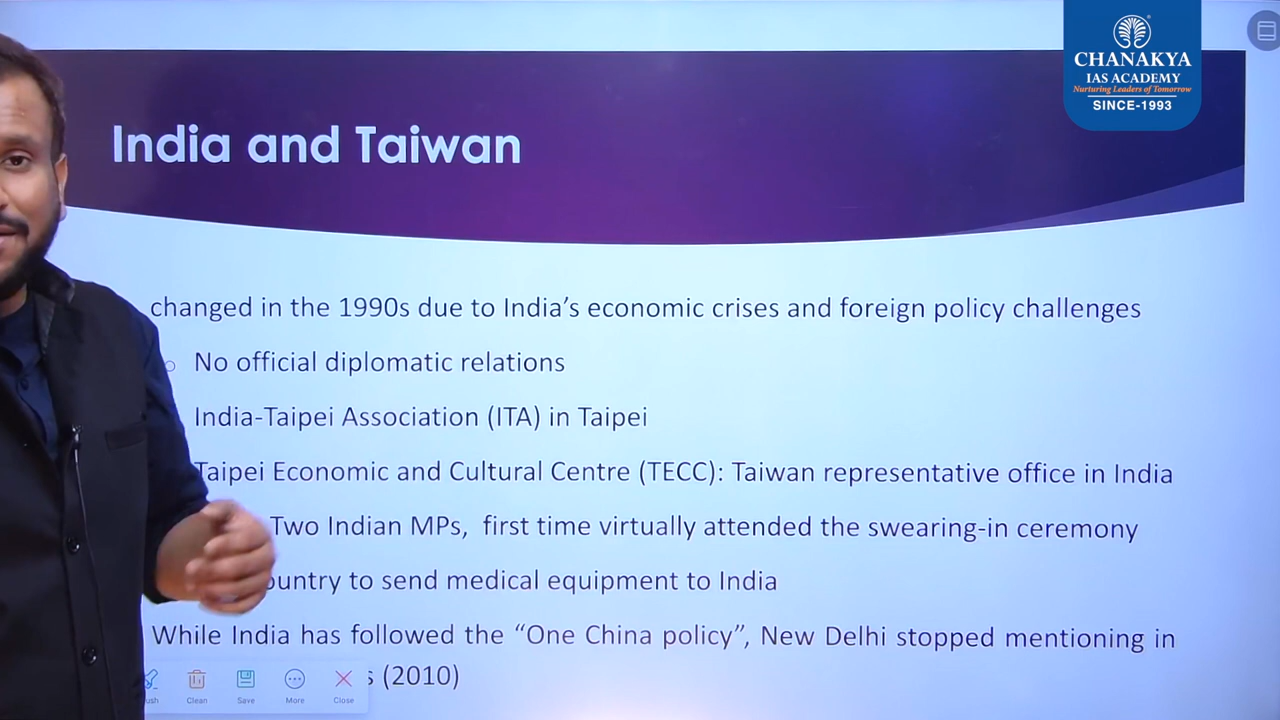 CHANAKYA
IAS ACADEMY
Nurturing Leaders of Tomorrow
SINCE-1993
India and Taiwan
changed in the 1990s due to India’s economic crises and foreign policy challenges
No official diplomatic relations
India-Taipei Association (ITA) in Taipei
Taipei Economic and Cultural Centre (TECC): Taiwan representative office in India
Two Indian MPs, first time virtually attended the swearing-in ceremony
to send medical equipment to India
While India has followed the “One China policy”, New Delhi stopped mentioning in
(2010)
Clean
Save
More
Close